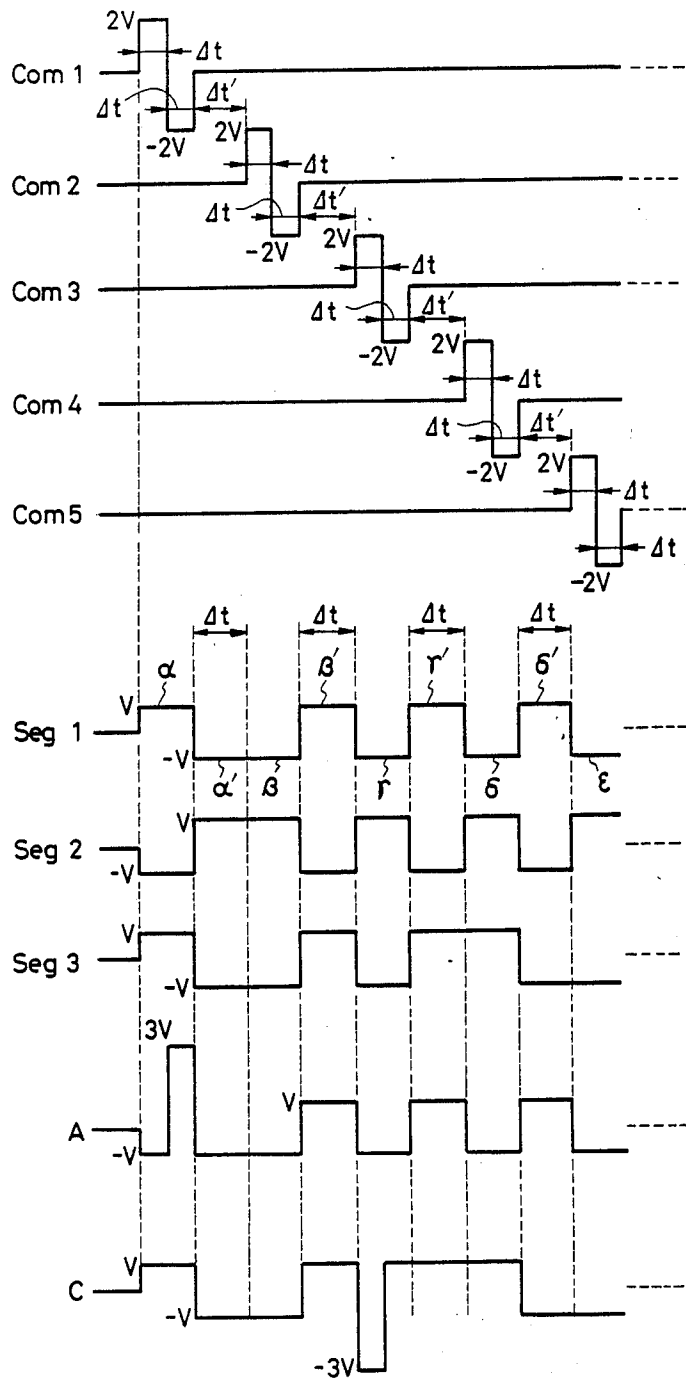 2V
Δt
Com 1
Δt Δt'
-2V 2V
Δt
Com 2
Δt Δt'
-2V 2V
Δt
Com 3
Δt Δt'
-2V 2V
Δt
Com 4
Δt Δt'
-2V 2V
Δt
Com 5
Δt
-2V
Δt Δt Δt Δt
α β' γ' δ'
V
Seg 1
-V
α' β γ δ ε
V
Seg 2
-V
V
Seg 3
-V
3V
V
A
-V
V
C
-V
-3V